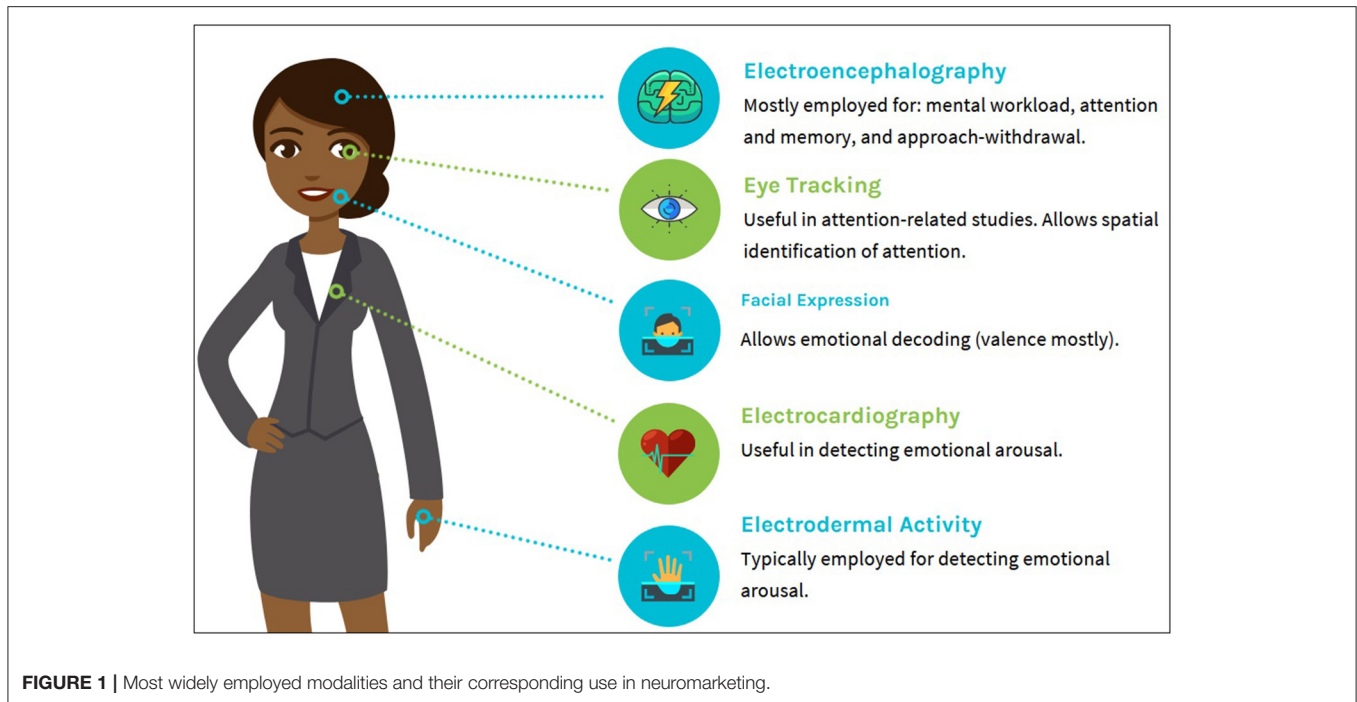 Electroencephalography
Mostly employed for: mental workload, attention
and memory, and approach-withdrawal.
Eye Tracking
Useful in attention-related studies. Allows spatial
identification of attention.
Facial Expression
Allows emotional decoding (valence mostly).
Electrocardiography
Useful in detecting emotional arousal.
Electrodermal Activity
Typically employed for detecting emotional
arousal.
FIGURE 1 | Most widely employed modalities and their corresponding use in neuromarketing.